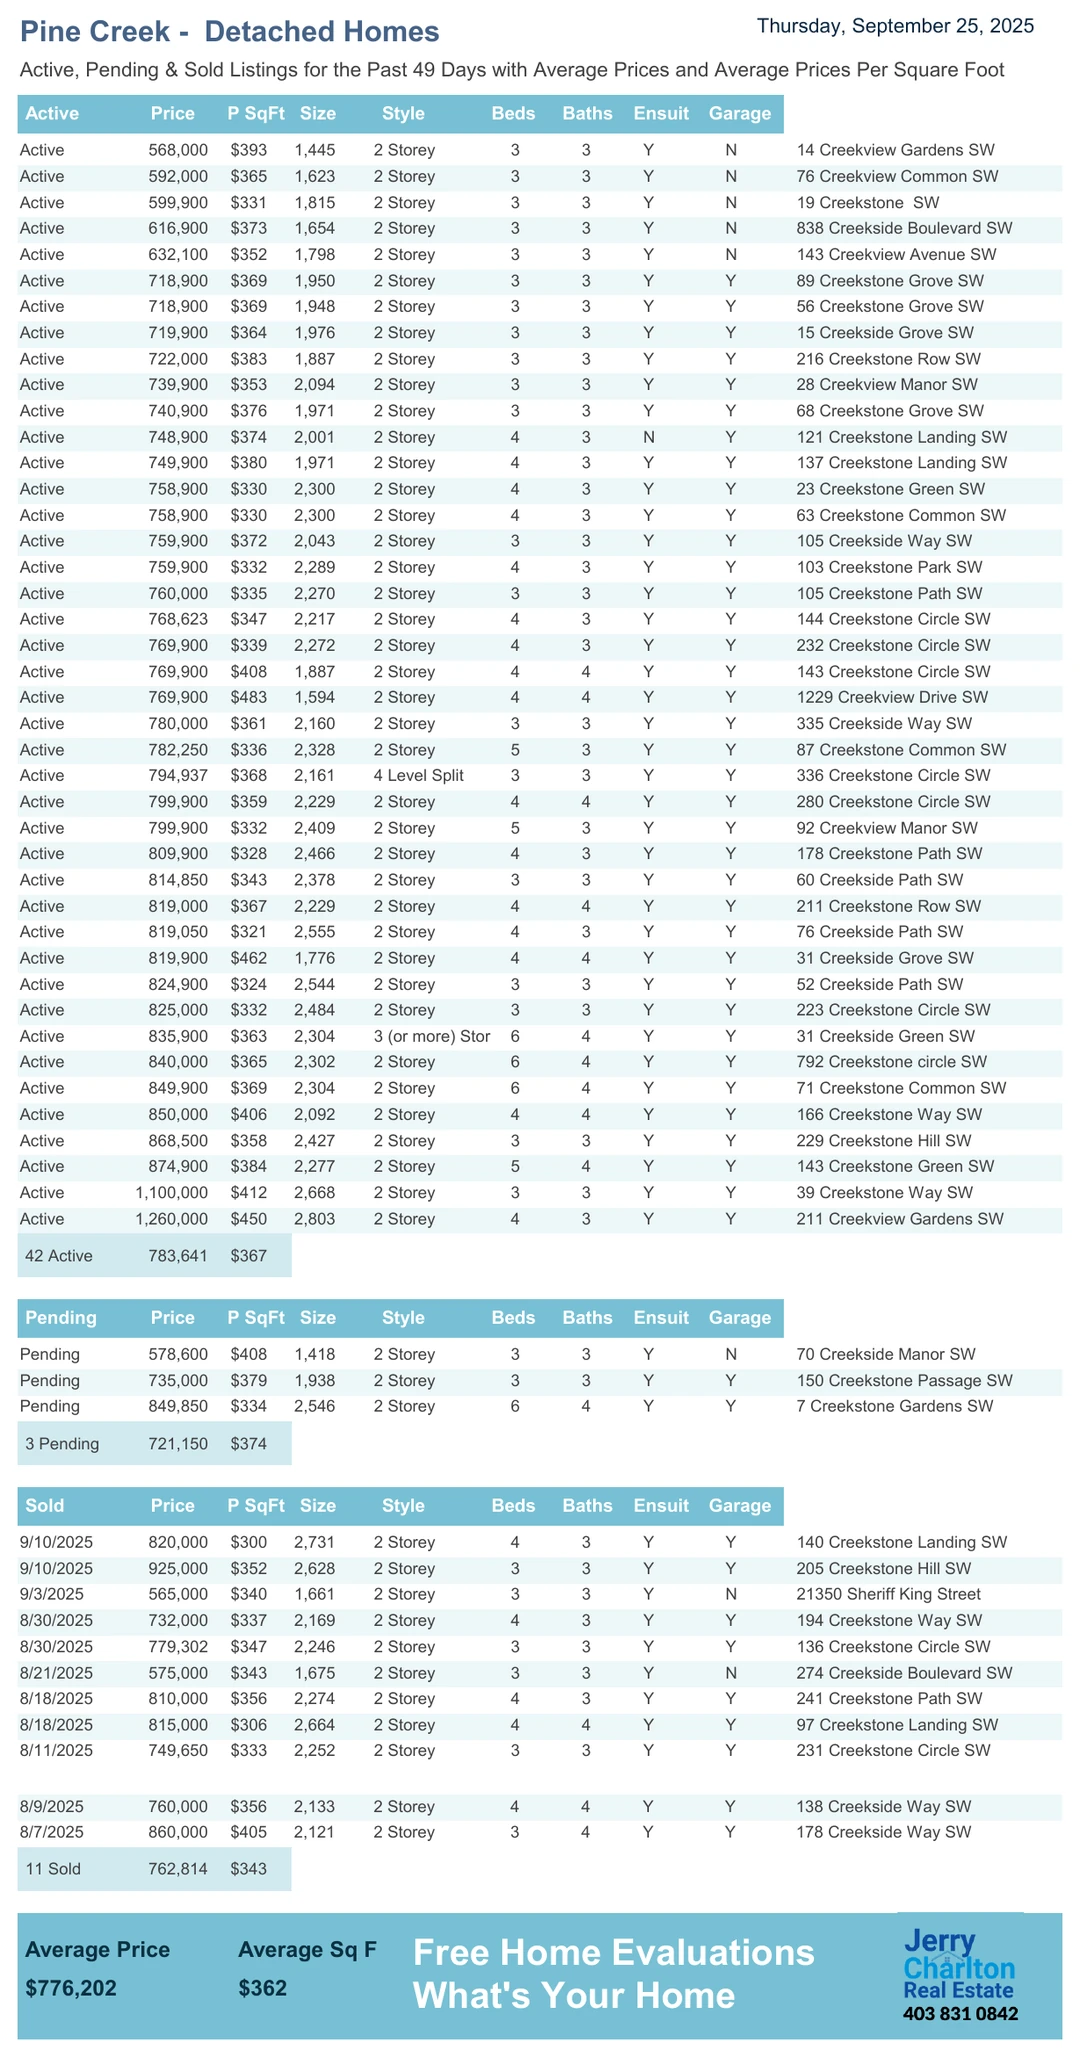 Pine Creek -  Detached Homes
Thursday, September 25, 2025
Active, Pending & Sold Listings for the Past 49 Days with Average Prices and Average Prices Per Square Foot
Active Price P SqFt Size Style Beds Baths Ensuit Garage
Active 568,000 $393 1,445 2 Storey 3 3 Y N 14 Creekview Gardens SW
Active 592,000 $365 1,623 2 Storey 3 3 Y N 76 Creekview Common SW
Active 599,900 $331 1,815 2 Storey 3 3 Y N 19 Creekstone  SW
Active 616,900 $373 1,654 2 Storey 3 3 Y N 838 Creekside Boulevard SW
Active 632,100 $352 1,798 2 Storey 3 3 Y N 143 Creekview Avenue SW
Active 718,900 $369 1,950 2 Storey 3 3 Y Y 89 Creekstone Grove SW
Active 718,900 $369 1,948 2 Storey 3 3 Y Y 56 Creekstone Grove SW
Active 719,900 $364 1,976 2 Storey 3 3 Y Y 15 Creekside Grove SW
Active 722,000 $383 1,887 2 Storey 3 3 Y Y 216 Creekstone Row SW
Active 739,900 $353 2,094 2 Storey 3 3 Y Y 28 Creekview Manor SW
Active 740,900 $376 1,971 2 Storey 3 3 Y Y 68 Creekstone Grove SW
Active 748,900 $374 2,001 2 Storey 4 3 N Y 121 Creekstone Landing SW
Active 749,900 $380 1,971 2 Storey 4 3 Y Y 137 Creekstone Landing SW
Active 758,900 $330 2,300 2 Storey 4 3 Y Y 23 Creekstone Green SW
Active 758,900 $330 2,300 2 Storey 4 3 Y Y 63 Creekstone Common SW
Active 759,900 $372 2,043 2 Storey 3 3 Y Y 105 Creekside Way SW
Active 759,900 $332 2,289 2 Storey 4 3 Y Y 103 Creekstone Park SW
Active 760,000 $335 2,270 2 Storey 3 3 Y Y 105 Creekstone Path SW
Active 768,623 $347 2,217 2 Storey 4 3 Y Y 144 Creekstone Circle SW
Active 769,900 $339 2,272 2 Storey 4 3 Y Y 232 Creekstone Circle SW
Active 769,900 $408 1,887 2 Storey 4 4 Y Y 143 Creekstone Circle SW
Active 769,900 $483 1,594 2 Storey 4 4 Y Y 1229 Creekview Drive SW
Active 780,000 $361 2,160 2 Storey 3 3 Y Y 335 Creekside Way SW
Active 782,250 $336 2,328 2 Storey 5 3 Y Y 87 Creekstone Common SW
Active 794,937 $368 2,161 4 Level Split 3 3 Y Y 336 Creekstone Circle SW
Active 799,900 $359 2,229 2 Storey 4 4 Y Y 280 Creekstone Circle SW
Active 799,900 $332 2,409 2 Storey 5 3 Y Y 92 Creekview Manor SW
Active 809,900 $328 2,466 2 Storey 4 3 Y Y 178 Creekstone Path SW
Active 814,850 $343 2,378 2 Storey 3 3 Y Y 60 Creekside Path SW
Active 819,000 $367 2,229 2 Storey 4 4 Y Y 211 Creekstone Row SW
Active 819,050 $321 2,555 2 Storey 4 3 Y Y 76 Creekside Path SW
Active 819,900 $462 1,776 2 Storey 4 4 Y Y 31 Creekside Grove SW
Active 824,900 $324 2,544 2 Storey 3 3 Y Y 52 Creekside Path SW
Active 825,000 $332 2,484 2 Storey 3 3 Y Y 223 Creekstone Circle SW
Active 835,900 $363 2,304 3 (or more) Stor 6 4 Y Y 31 Creekside Green SW
Active 840,000 $365 2,302 2 Storey 6 4 Y Y 792 Creekstone circle SW
Active 849,900 $369 2,304 2 Storey 6 4 Y Y 71 Creekstone Common SW
Active 850,000 $406 2,092 2 Storey 4 4 Y Y 166 Creekstone Way SW
Active 868,500 $358 2,427 2 Storey 3 3 Y Y 229 Creekstone Hill SW
Active 874,900 $384 2,277 2 Storey 5 4 Y Y 143 Creekstone Green SW
Active 1,100,000 $412 2,668 2 Storey 3 3 Y Y 39 Creekstone Way SW
Active 1,260,000 $450 2,803 2 Storey 4 3 Y Y 211 Creekview Gardens SW
42 Active 783,641 $367
Pending Price P SqFt Size Style Beds Baths Ensuit Garage
Pending 578,600 $408 1,418 2 Storey 3 3 Y N 70 Creekside Manor SW
Pending 735,000 $379 1,938 2 Storey 3 3 Y Y 150 Creekstone Passage SW
Pending 849,850 $334 2,546 2 Storey 6 4 Y Y 7 Creekstone Gardens SW
3 Pending 721,150 $374
Sold Price P SqFt Size Style Beds Baths Ensuit Garage
9/10/2025 820,000 $300 2,731 2 Storey 4 3 Y Y 140 Creekstone Landing SW
9/10/2025 925,000 $352 2,628 2 Storey 3 3 Y Y 205 Creekstone Hill SW
9/3/2025 565,000 $340 1,661 2 Storey 3 3 Y N 21350 Sheriff King Street
8/30/2025 732,000 $337 2,169 2 Storey 4 3 Y Y 194 Creekstone Way SW
8/30/2025 779,302 $347 2,246 2 Storey 3 3 Y Y 136 Creekstone Circle SW
8/21/2025 575,000 $343 1,675 2 Storey 3 3 Y N 274 Creekside Boulevard SW
8/18/2025 810,000 $356 2,274 2 Storey 4 3 Y Y 241 Creekstone Path SW
8/18/2025 815,000 $306 2,664 2 Storey 4 4 Y Y 97 Creekstone Landing SW
8/11/2025 749,650 $333 2,252 2 Storey 3 3 Y Y 231 Creekstone Circle SW
8/9/2025 760,000 $356 2,133 2 Storey 4 4 Y Y 138 Creekside Way SW
8/7/2025 860,000 $405 2,121 2 Storey 3 4 Y Y 178 Creekside Way SW
11 Sold 762,814 $343
Average Price Average Sq F
$776,202 $362
Free Home Evaluations
What's Your Home
Jerry
Charlton
Real Estate
403 831 0842